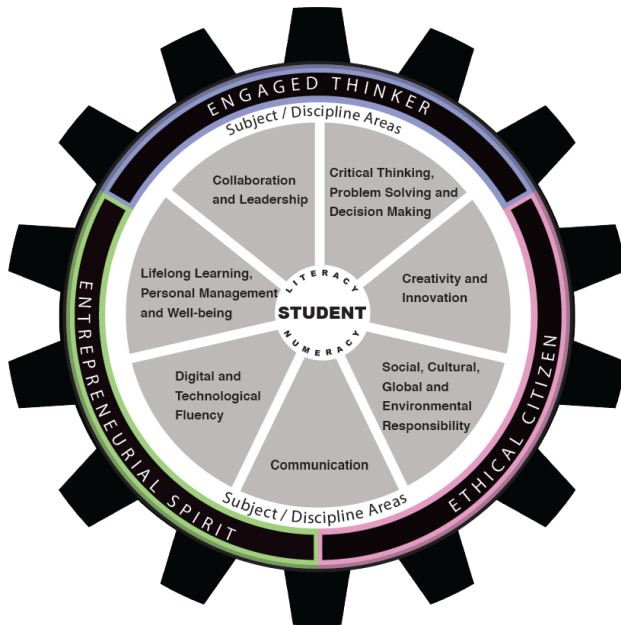 ENGAGED THINKER
Subject / Discipline Areas
Collaboration
and Leadership
Critical Thinking,
Problem Solving and
Decision Making
Lifelong Learning,
Personal Management
and Well-being
Creativity and
Innovation
LITERACY
STUDENT
NUMERACY
Digital and
Technological
Fluency
Social, Cultural,
Global and
Environmental
Responsibility
Communication
Subject / Discipline Areas
ENTREPRENEURIAL SPIRIT
ETHICAL CITIZEN